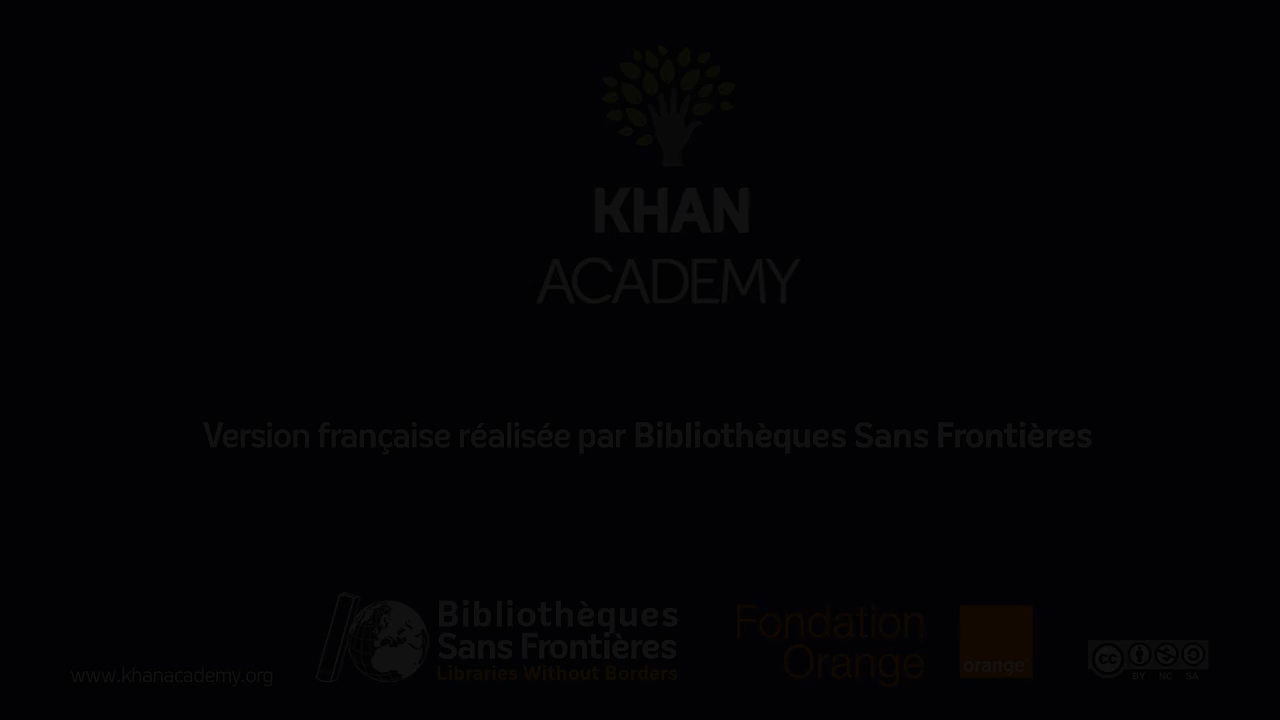 KHAN
ACADEMY
Version française réalisée par Bibliothèques Sans Frontières
www.khanacademy.org
Bibliothèques
Sans Frontières
Libraries Without Borders
Fondation
Orange
orange
cc
BY NC SA